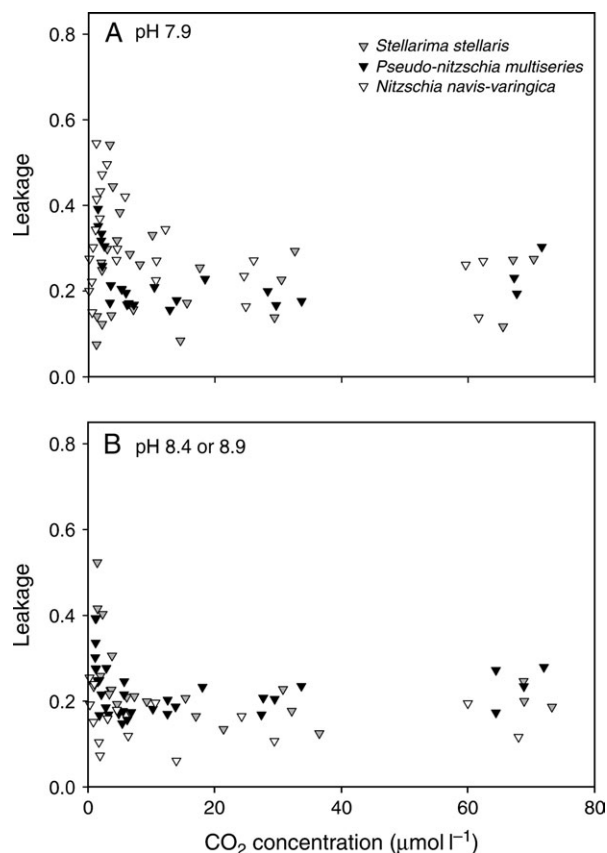 A pH 7.9
Stellarima stellaris
Pseudo-nitzschia multiseries
Nitzschia navis-varingica
Leakage
0.8
0.6
0.4
0.2
0.0
B pH 8.4 or 8.9
Leakage
0.8
0.6
0.4
0.2
0.0
0 20 40 60 80
CO₂ concentration (μmol l⁻¹)